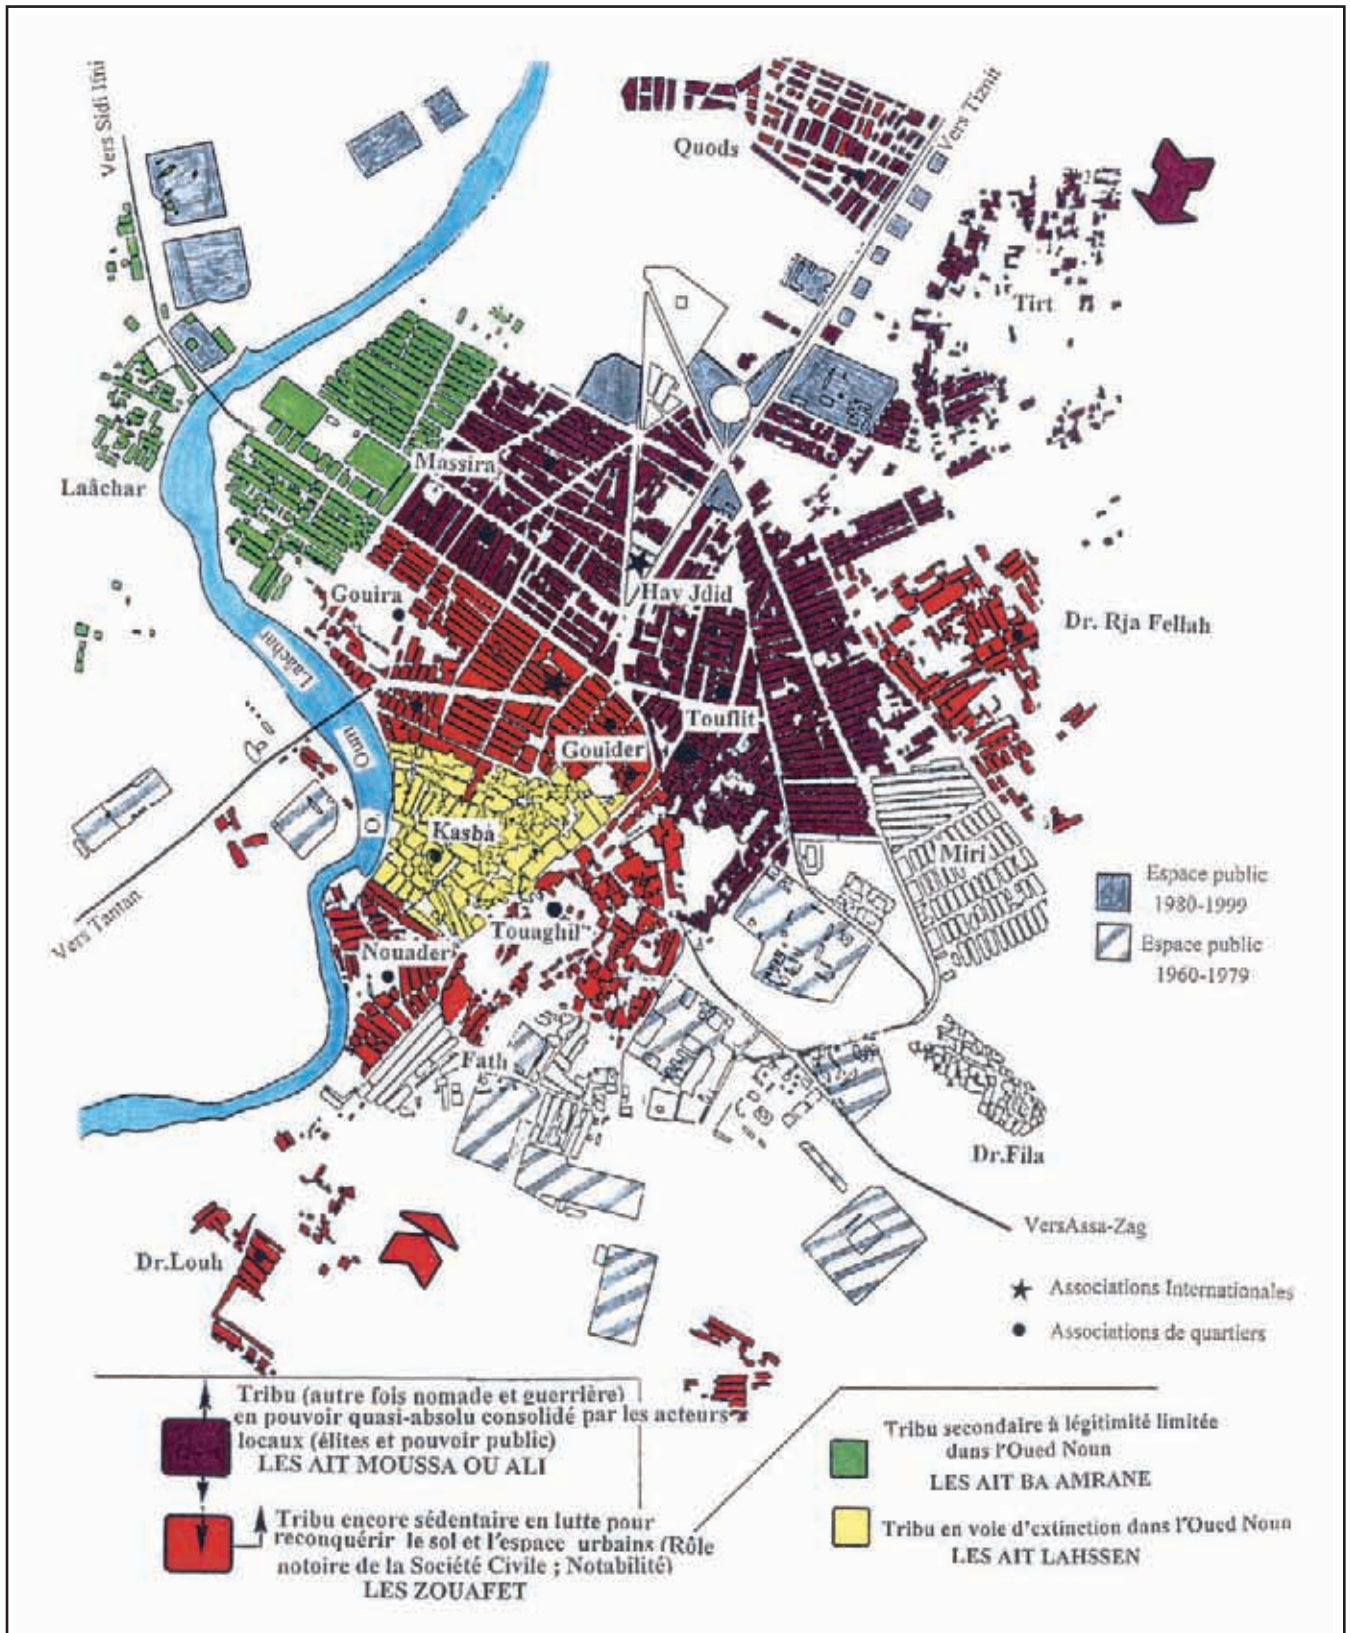 Vers Sidi Ifni
Quods
Vers Tiznit
Tirt
Massira
Laâchar
Gouira
Hay Jdid
Dr. Rja Fellah
Laâchar
Oum
O
Touflit
Gouider
Kasba
Miri
Vers Tantan
Touaghil
Nouader
Fath
Espace public
1980-1999
Espace public
1960-1979
Dr.Fila
VersAssa-Zag
Dr.Louh
Associations Internationales
Associations de quartiers
Tribu (autre fois nomade et guerrière)
en pouvoir quasi-absolu consolidé par les acteurs
locaux (élites et pouvoir public)
LES AIT MOUSSA OU ALI
Tribu encore sédentaire en lutte pour
reconquérir le sol et l'espace urbains (Rôle
notoire de la Société Civile ; Notabilité)
LES ZOUAFET
Tribu secondaire à légitimité limitée
dans l'Oued Noun
LES AIT BA AMRANE
Tribu en voie d'extinction dans l'Oued Noun
LES AIT LAHSSEN